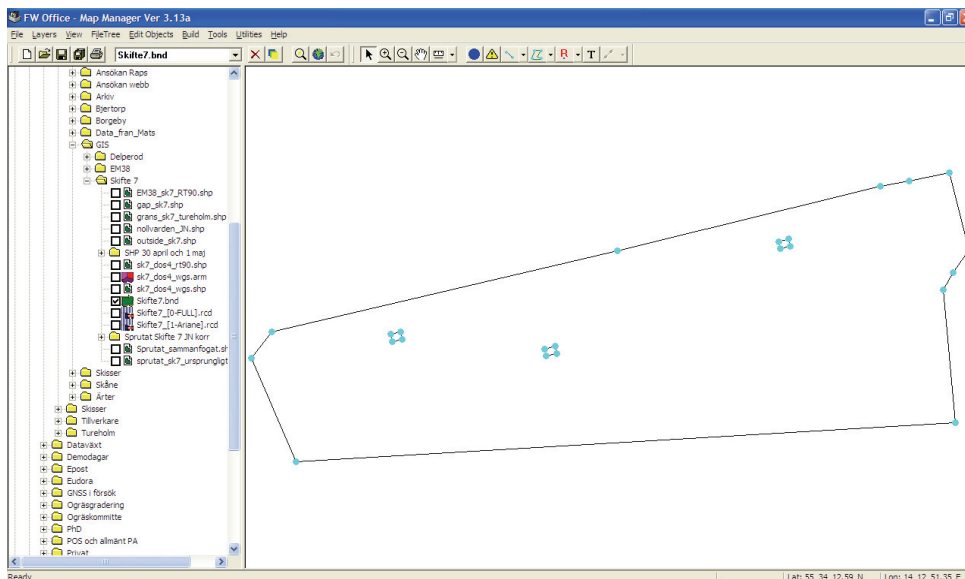 FW Office - Map Manager Ver 3.13a
File Layers View FjleTree Edit Objects Build Tools Utilities Help
Skifte7.bnd
R T
Ansökan Raps
Ansökan webb
Arkiv
Bjertorp
Borgeby
Data_fran_Mats
GIS
Delperod
EM38
Skifte 7
EM38_sk7_RT90.shp
gap_sk7.shp
grans_sk7_tureholm.shp
nollvarden_JN.shp
outside_sk7.shp
SHP 30 april och 1 maj
sk7_dos4_rt90.shp
sk7_dos4_wgs.arm
sk7_dos4_wgs.shp
Skifte7.bnd
Skifte7_[0-FULL].rcd
Skifte7_[1-Ariane].rcd
Sprutat Skifte 7 JN korr
Sprutat_sammanfogat.sh
sprutat_sk7_ursprungligt
Skisser
Skåne
Ärter
Skisser
Tillverkare
Tureholm
Dataväxt
Demodagar
Epost
Eudora
GNSS i försök
Ogräsgradering
Ogräskommitte
PhD
POS och allmänt PA
Privat
Ready
Lat: 55 34 12.59 N Lon: 14 12 51.35 E